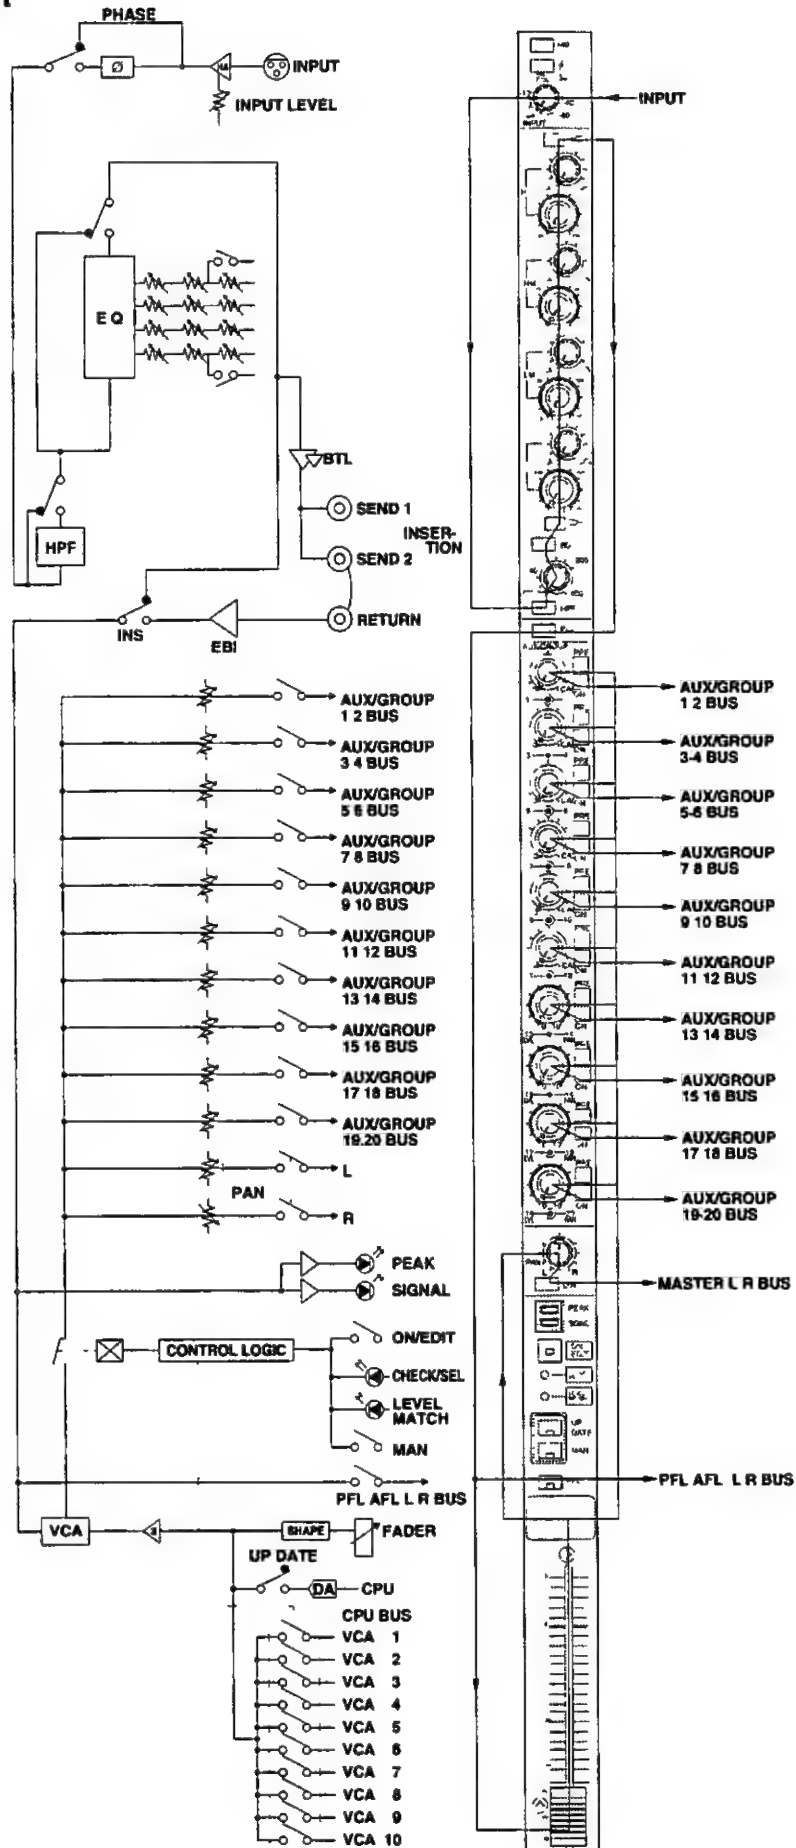 PHASE
Ø
HA
INPUT
INPUT LEVEL
EQ
HPF
BTL
SEND 1
SEND 2
INSER-
TION
RETURN
INS
EBI
AUX/GROUP
1 2 BUS
AUX/GROUP
3 4 BUS
AUX/GROUP
5 6 BUS
AUX/GROUP
7 8 BUS
AUX/GROUP
9 10 BUS
AUX/GROUP
11 12 BUS
AUX/GROUP
13 14 BUS
AUX/GROUP
15 16 BUS
AUX/GROUP
17 18 BUS
AUX/GROUP
19.20 BUS
PAN
L
R
PEAK
SIGNAL
CONTROL LOGIC
ON/EDIT
CHECK/SEL
LEVEL
MATCH
MAN
PFL AFL L R BUS
VCA
SHAPE
FADER
UP DATE
DA
CPU
CPU BUS
VCA 1
VCA 2
VCA 3
VCA 4
VCA 5
VCA 6
VCA 7
VCA 8
VCA 9
VCA 10
INPUT
INPUT
AUX/GROUP
1 2 BUS
AUX/GROUP
3-4 BUS
AUX/GROUP
5-6 BUS
AUX/GROUP
7 8 BUS
AUX/GROUP
9 10 BUS
AUX/GROUP
11 12 BUS
AUX/GROUP
13 14 BUS
AUX/GROUP
15 16 BUS
AUX/GROUP
17 18 BUS
AUX/GROUP
19-20 BUS
PAN
MASTER L R BUS
PEAK
UP
DATE
MAN
PFL AFL L R BUS